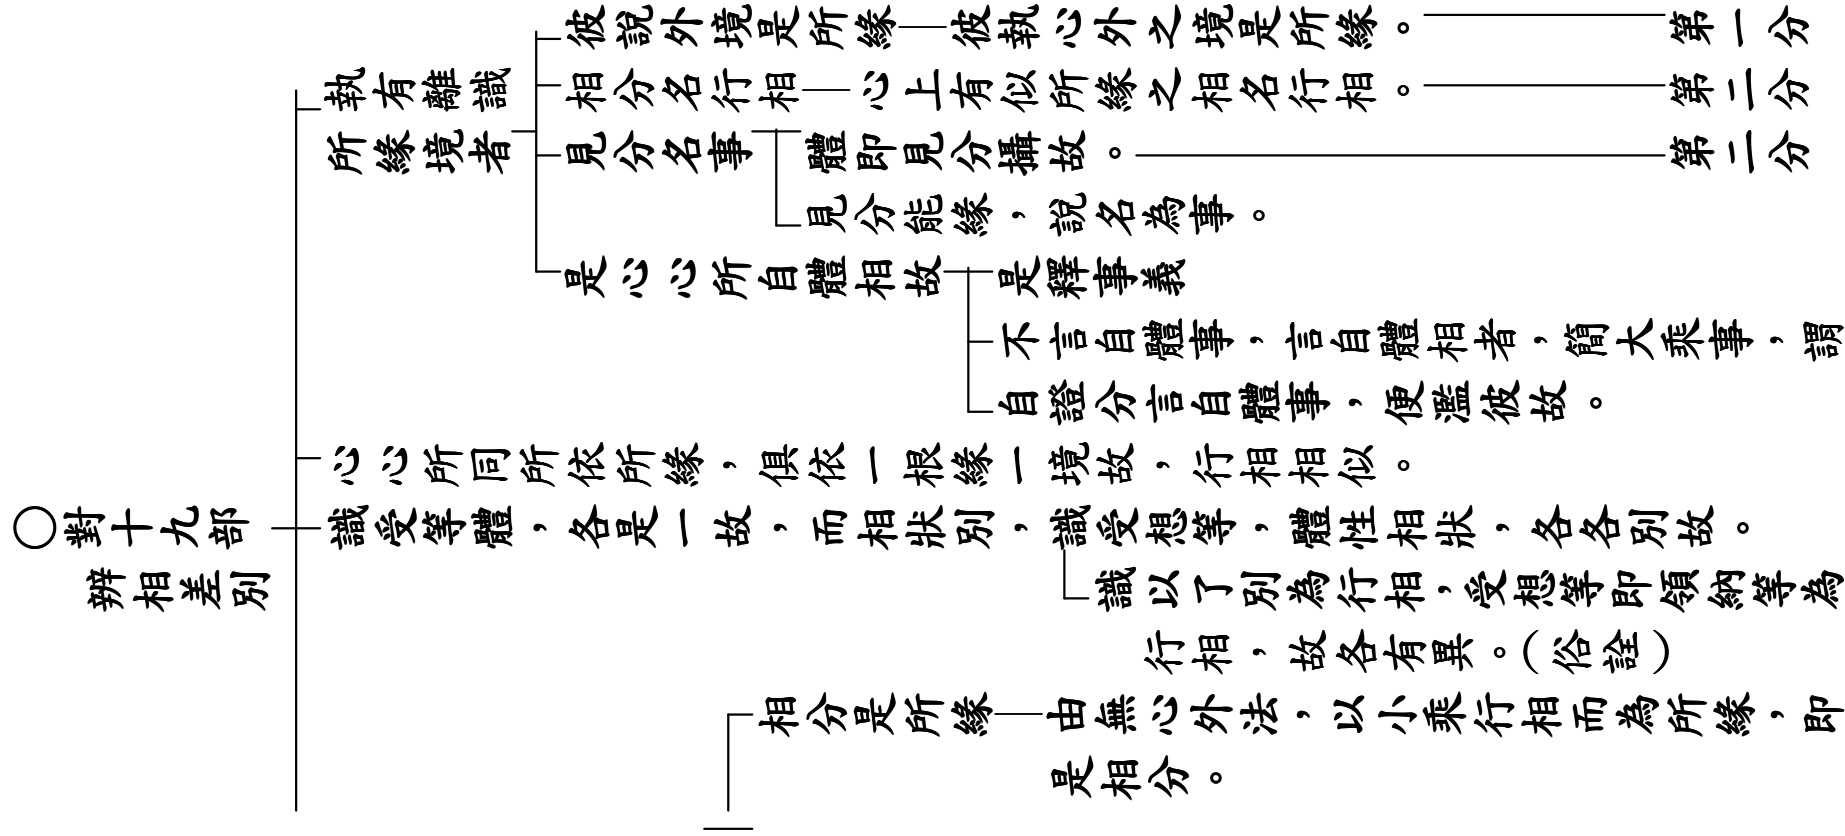 ○對十九部
辨相差別
執有離識
所緣境者
彼說外境是所緣—彼執心外之境是所緣。—第一分
相分名行相—心上有似所緣之相名行相。—第二分
見分名事 體即見分攝故。—第二分
見分能緣，說名為事。
是心心所自體相故 是釋事義
不言自體事，言自體相者，簡大乘事，謂
自證分言自體事，便濫彼故。
心心所同所依所緣，俱依一根緣一境故，行相相似。
識受等體，各是一故，而相狀別，識受想等，體性相狀，各各別故。
識以了別為行相，受想等即領納等為
行相，故各有異。（俗詮）
相分是所緣—由無心外法，以小乘行相而為所緣，即
是相分。